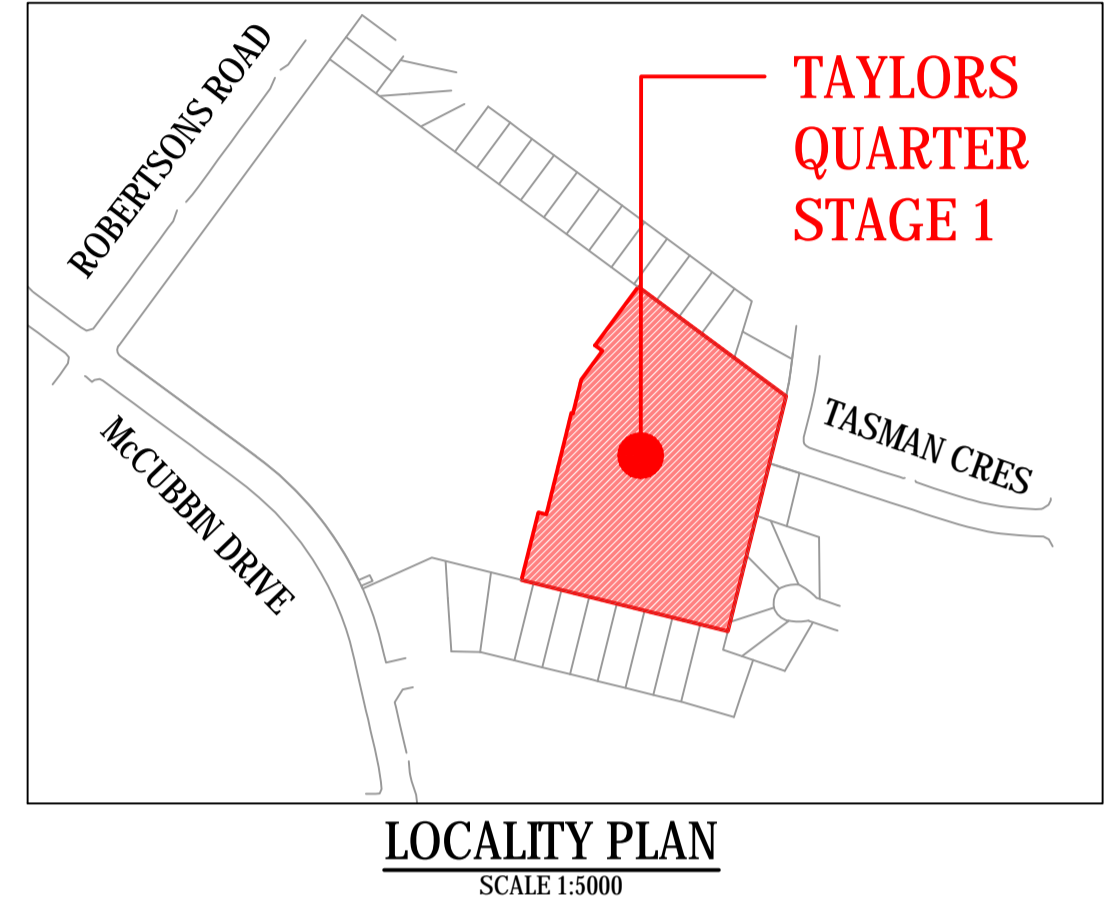 ROBERTSONS ROAD
TAYLORS
QUARTER
STAGE 1
TASMAN CRES
McCUBBIN DRIVE
LOCALITY PLAN
SCALE 1:5000